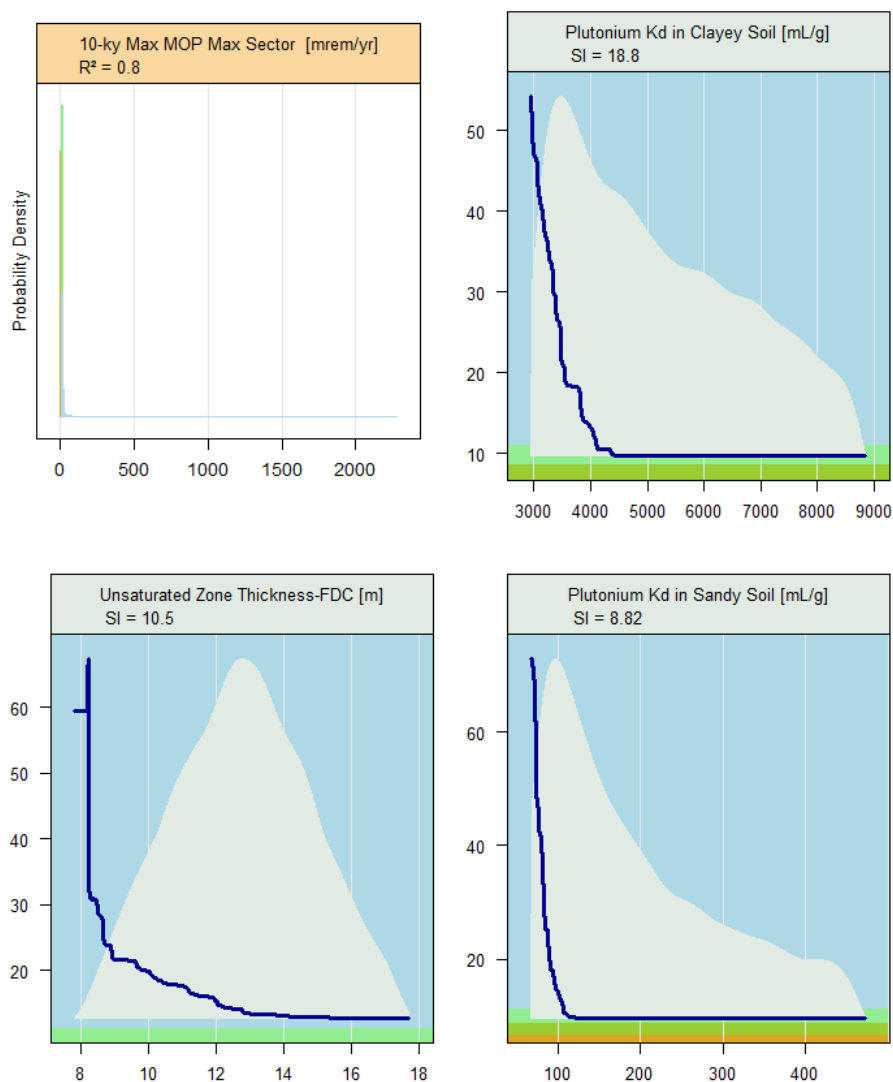 10-ky Max MOP Max Sector [mrem/yr]
R² = 0.8
Probability Density
0 500 1000 1500 2000
Plutonium Kd in Clayey Soil [mL/g]
SI = 18.8
50
40
30
20
10
3000 4000 5000 6000 7000 8000 9000
Unsaturated Zone Thickness-FDC [m]
SI = 10.5
60
50
40
30
20
8 10 12 14 16 18
Plutonium Kd in Sandy Soil [mL/g]
SI = 8.82
60
40
20
100 200 300 400